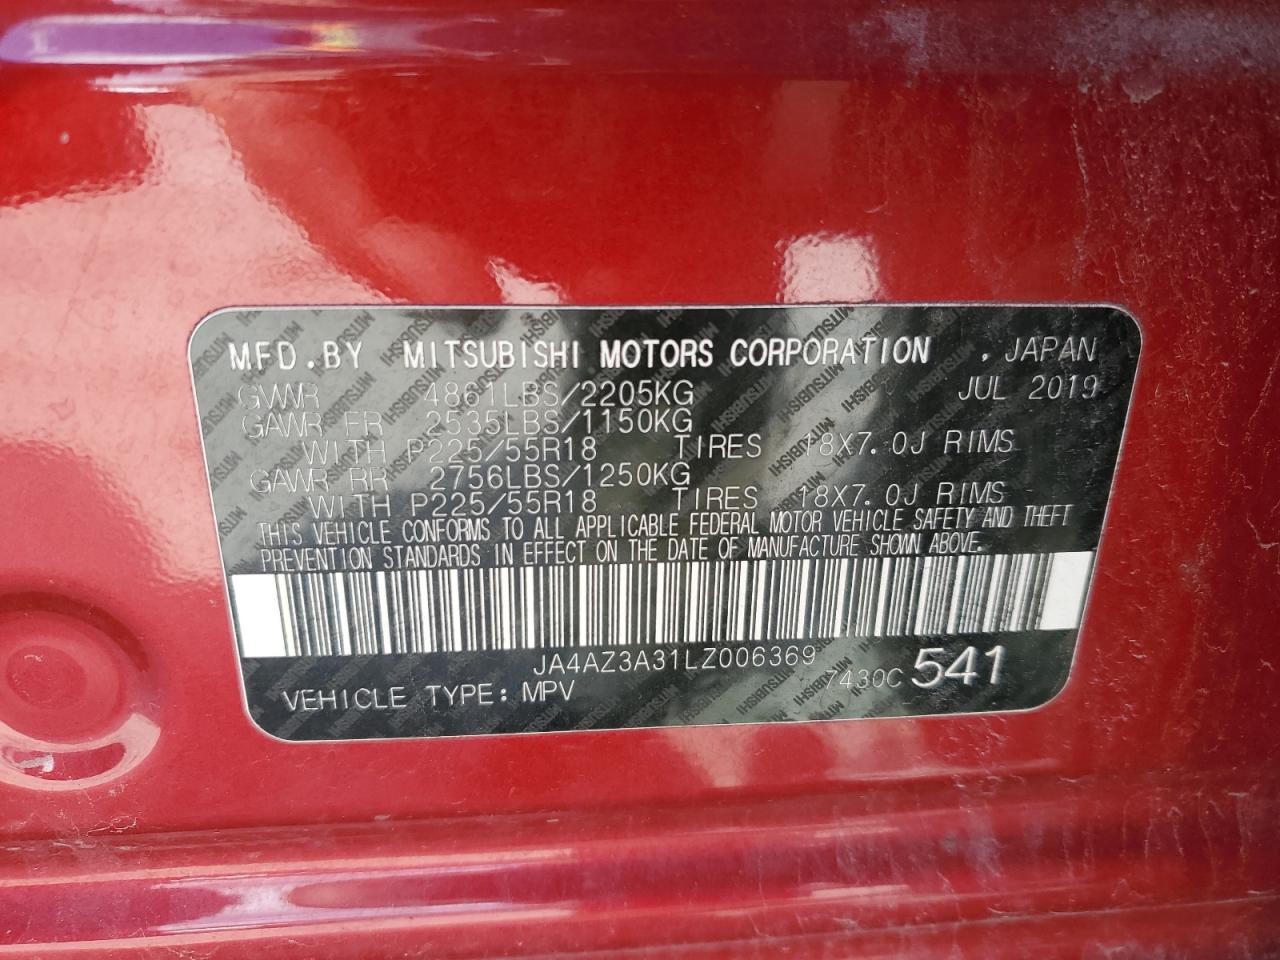 MFD.BY MITSUBISHI MOTORS CORPORATION , JAPAN
GVWR 4861LBS/2205KG JUL 2019
GAWR FR 2535LBS/1150KG
WITH P225/55R18 TIRES 18X7.0J RIMS
GAWR RR 2756LBS/1250KG
WITH P225/55R18 TIRES 18X7.0J RIMS
THIS VEHICLE CONFORMS TO ALL APPLICABLE FEDERAL MOTOR VEHICLE SAFETY AND THEFT
PREVENTION STANDARDS IN EFFECT ON THE DATE OF MANUFACTURE SHOWN ABOVE.
JA4AZ3A31LZ006369
VEHICLE TYPE: MPV 7430C 541